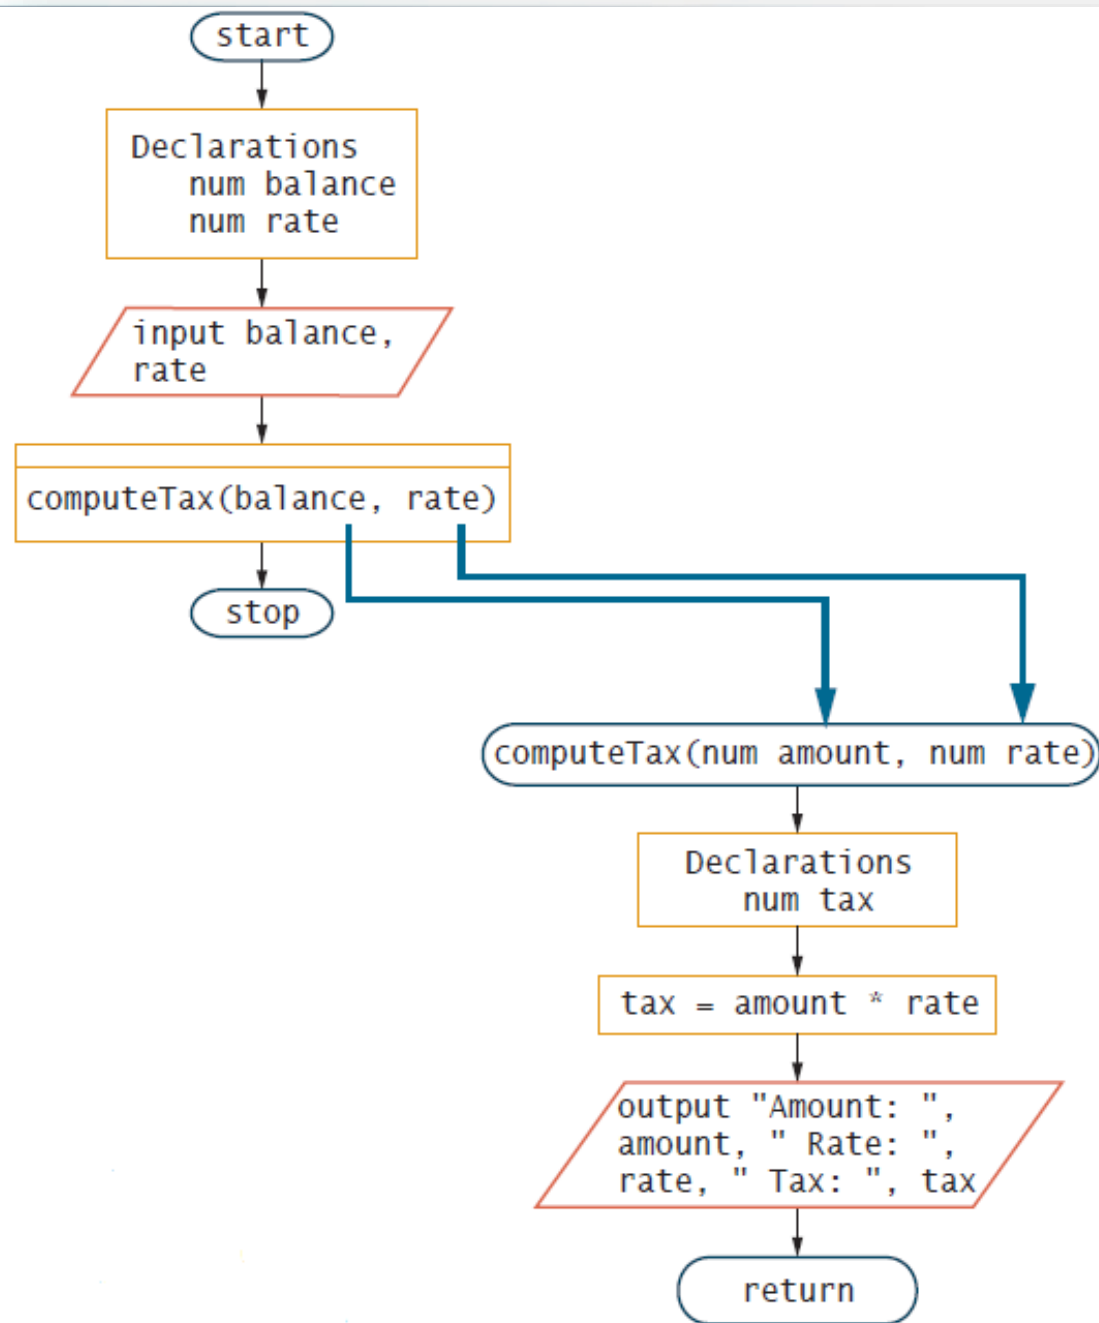 start
Declarations
num balance
num rate
input balance,
rate
computeTax(balance, rate)
stop
computeTax(num amount, num rate)
Declarations
num tax
tax = amount * rate
output "Amount: ",
amount, " Rate: ",
rate, " Tax: ", tax
return